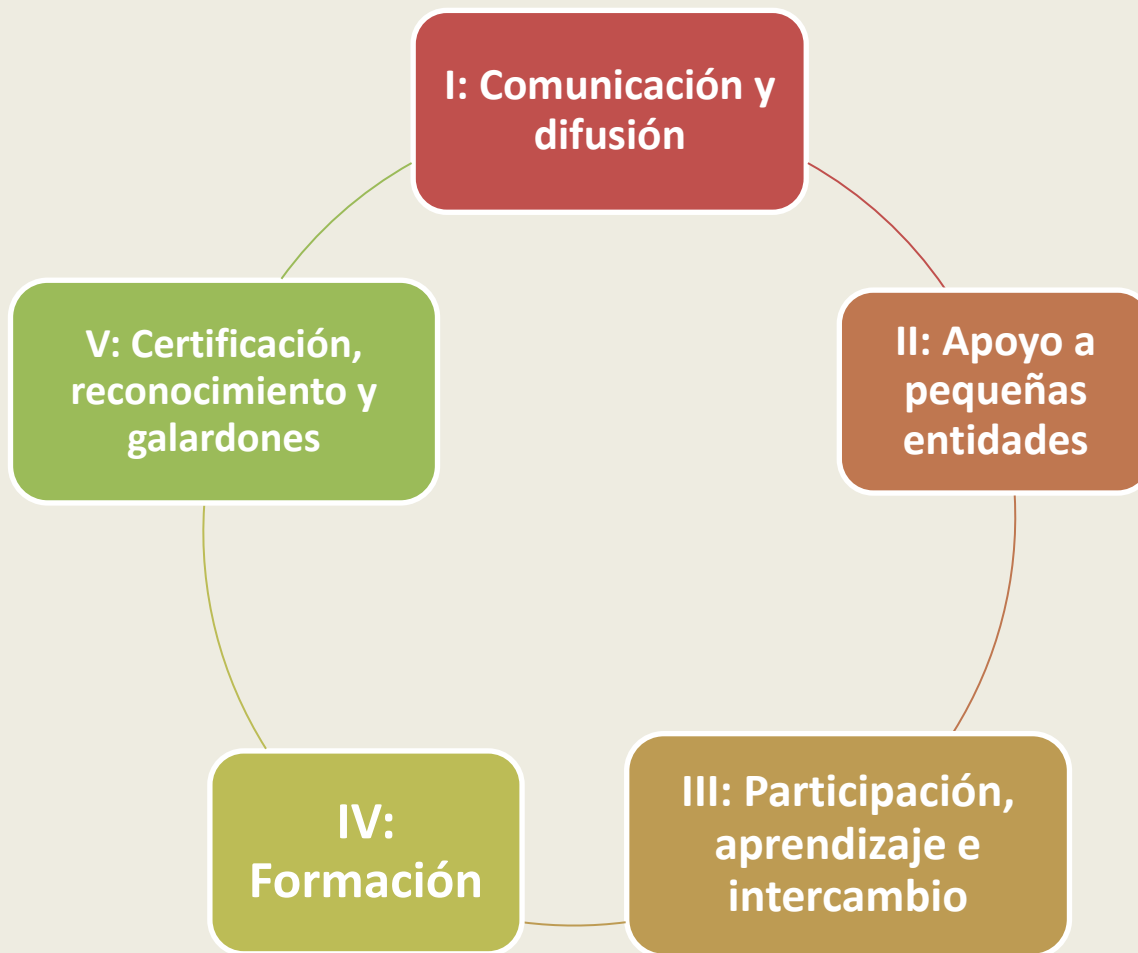 I: Comunicación y
difusión
II: Apoyo a
pequeñas
entidades
III: Participación,
aprendizaje e
intercambio
IV:
Formación
V: Certificación,
reconocimiento y
galardones